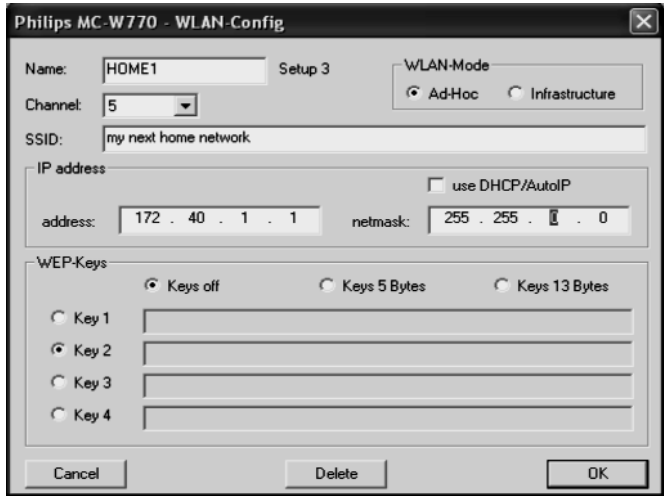 Philips MC-W770 - WLAN-Config
Name: HOME1 Setup 3 WLAN-Mode
Ad-Hoc Infrastructure
Channel: 5
SSID: my next home network
IP address
use DHCP/AutoIP
address: 172 . 40 . 1 . 1 netmask: 255 . 255 . 0 . 0
WEP-Keys
Keys off Keys 5 Bytes Keys 13 Bytes
Key 1
Key 2
Key 3
Key 4
Cancel Delete OK